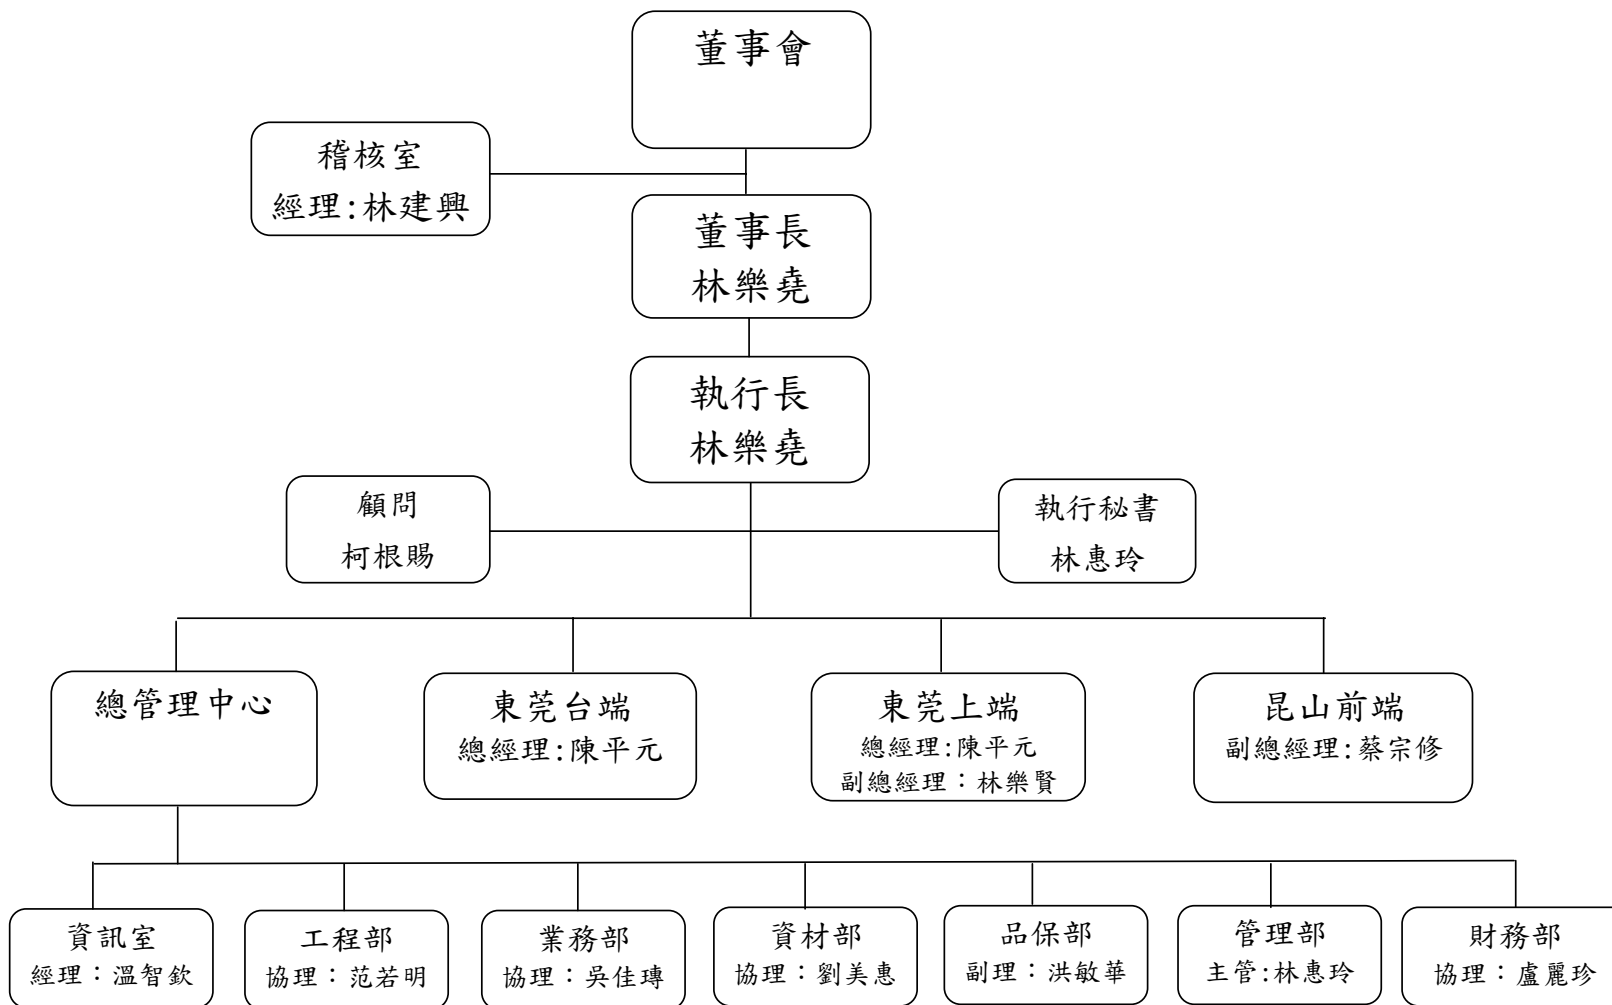 董事會
稽核室
經理:林建興
董事長
林樂堯
執行長
林樂堯
顧問
柯根賜
執行秘書
林惠玲
總管理中心
東莞台端
總經理:陳平元
東莞上端
總經理:陳平元
副總經理：林樂賢
昆山前端
副總經理:蔡宗修
資訊室
經理：溫智欽
工程部
協理：范若明
業務部
協理：吳佳瑼
資材部
協理：劉美惠
品保部
副理：洪敏華
管理部
主管:林惠玲
財務部
協理：盧麗珍